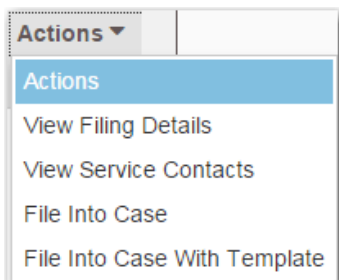 Actions ▼
Actions
View Filing Details
View Service Contacts
File Into Case
File Into Case With Template